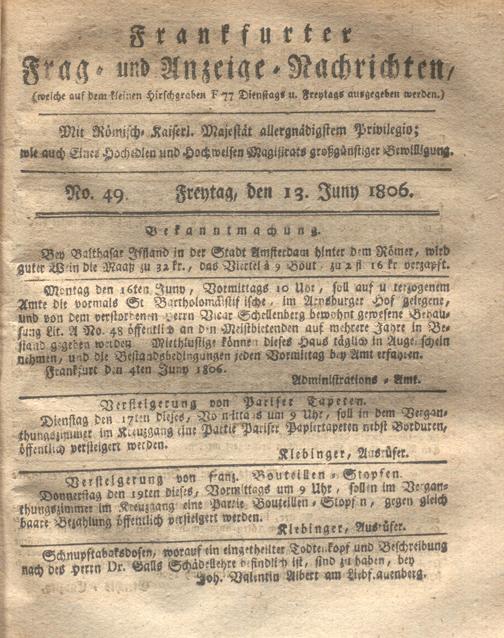 Frankfurter
Frag- und Anzeige-Nachrichten,
(welche auf dem kleinen Hirschgraben F 77 Dienstags u. Freytags ausgegeben werden.)
Mit Römisch-Kaiserl. Majestät allergnädigstem Privilegio;
wie auch Eines Hochedlen und Hochweisen Magistrats großgünstiger Bewilligung.
No. 49. Freytag, den 13. Juny 1806.
Bekanntmachung.
Bey Balthasar Iffland in der Stadt Amsterdam hinter dem Römer, wird
guter Wein die Maaß zu 32 kr., das Viertel à 9 Bout. zu 2 fl 16 kr verzapft.
Montag den 16ten Juny, Vormittags 10 Uhr, soll auf unterzogenem
Amte die vormals St Bartholomäistiftische, im Arnsburger Hof gelegene,
und von dem verstorbenen Herrn Vicar Schellenberg bewohnt gewesene Behau-
sung Lit. A No. 48 öffentlich an den Meistbietenden auf mehrere Jahre in Be-
stand gegeben werden. Miethlustige können dieses Haus täglich in Augenschein
nehmen, und die Bestandsbedingungen jeden Vormittag bey Amt erfahren.
Frankfurt den 4ten Juny 1806.
Administrations-Amt.
Versteigerung von Pariser Tapeten.
Dienstag den 17ten dieses, Vormittags um 9 Uhr, soll in dem Vergan-
thungszimmer im Kreuzgang eine Partie Pariser Papiertapeten nebst Borduren,
öffentlich versteigert werden.
Klebinger, Ausrüfer.
Versteigerung von franz. Bouteillen-Stopfen.
Donnerstag den 19ten dieses, Vormittags um 9 Uhr, sollen im Vergan-
thungszimmer im Kreuzgang eine Partie Bouteillen-Stopfen, gegen gleich
baare Bezahlung öffentlich versteigert werden.
Klebinger, Ausrüfer.
Schnupftabaksdosen, worauf ein eingetheilter Todtenkopf und Beschreibung
nach des Herrn Dr. Galls Schädellehre befindlich ist, sind zu haben, bey
Joh. Valentin Albert am Liebfrauenberg.